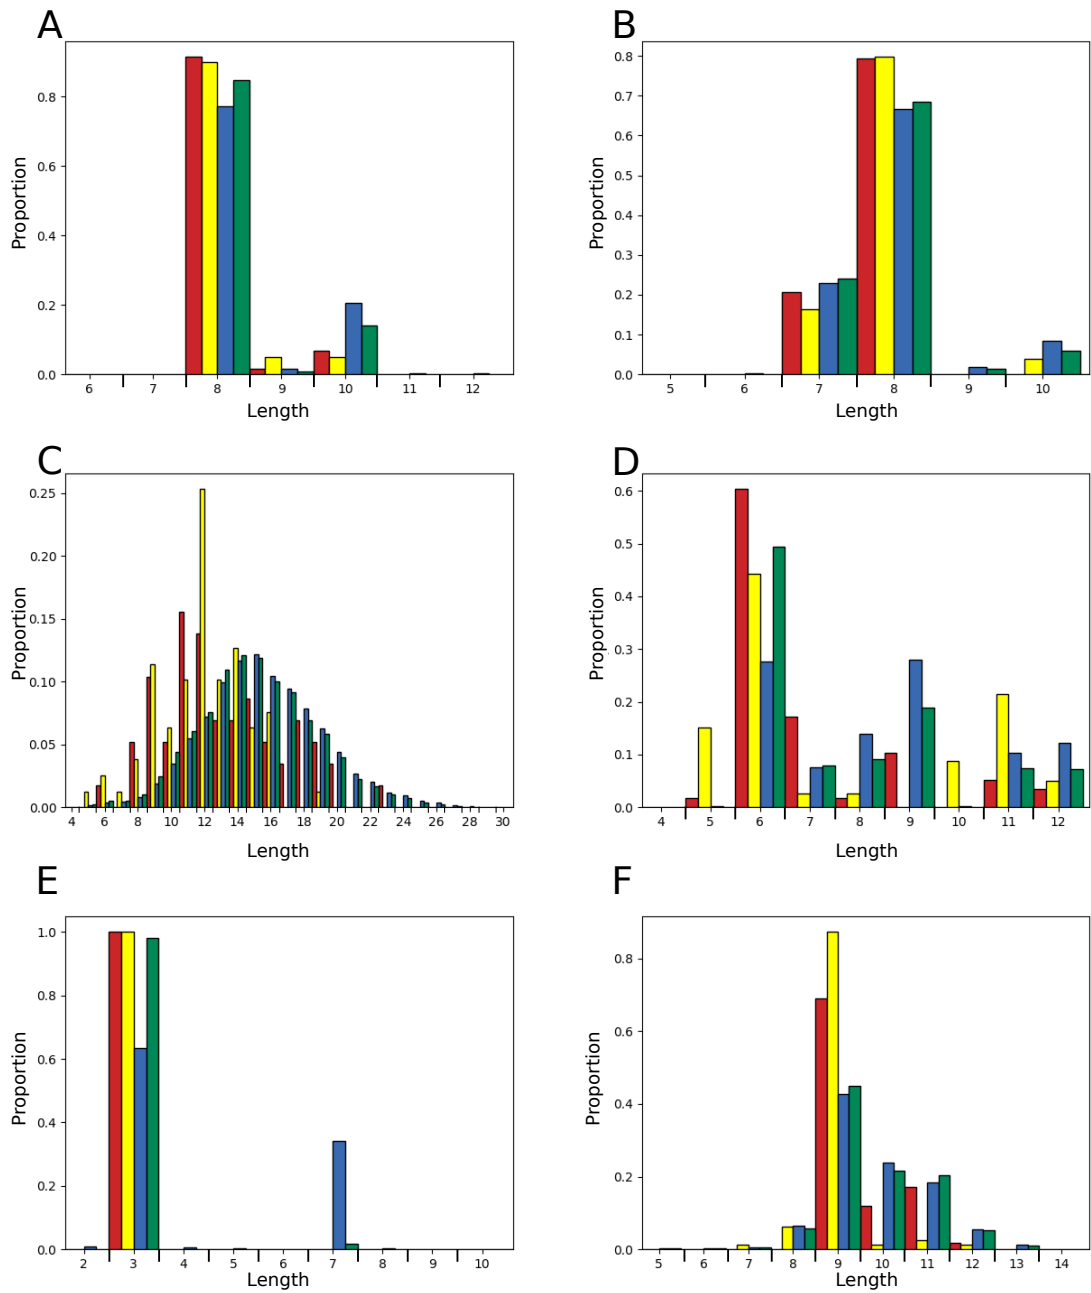 A
Proportion
0.8
0.6
0.4
0.2
0.0
6 7 8 9 10 11 12
Length
B
Proportion
0.8
0.7
0.6
0.5
0.4
0.3
0.2
0.1
0.0
5 6 7 8 9 10
Length
C
Proportion
0.25
0.20
0.15
0.10
0.05
0.00
4 6 8 10 12 14 16 18 20 22 24 26 28 30
Length
D
Proportion
0.6
0.5
0.4
0.3
0.2
0.1
0.0
4 5 6 7 8 9 10 11 12
Length
E
Proportion
1.0
0.8
0.6
0.4
0.2
0.0
2 3 4 5 6 7 8 9 10
Length
F
Proportion
0.8
0.6
0.4
0.2
0.0
5 6 7 8 9 10 11 12 13 14
Length